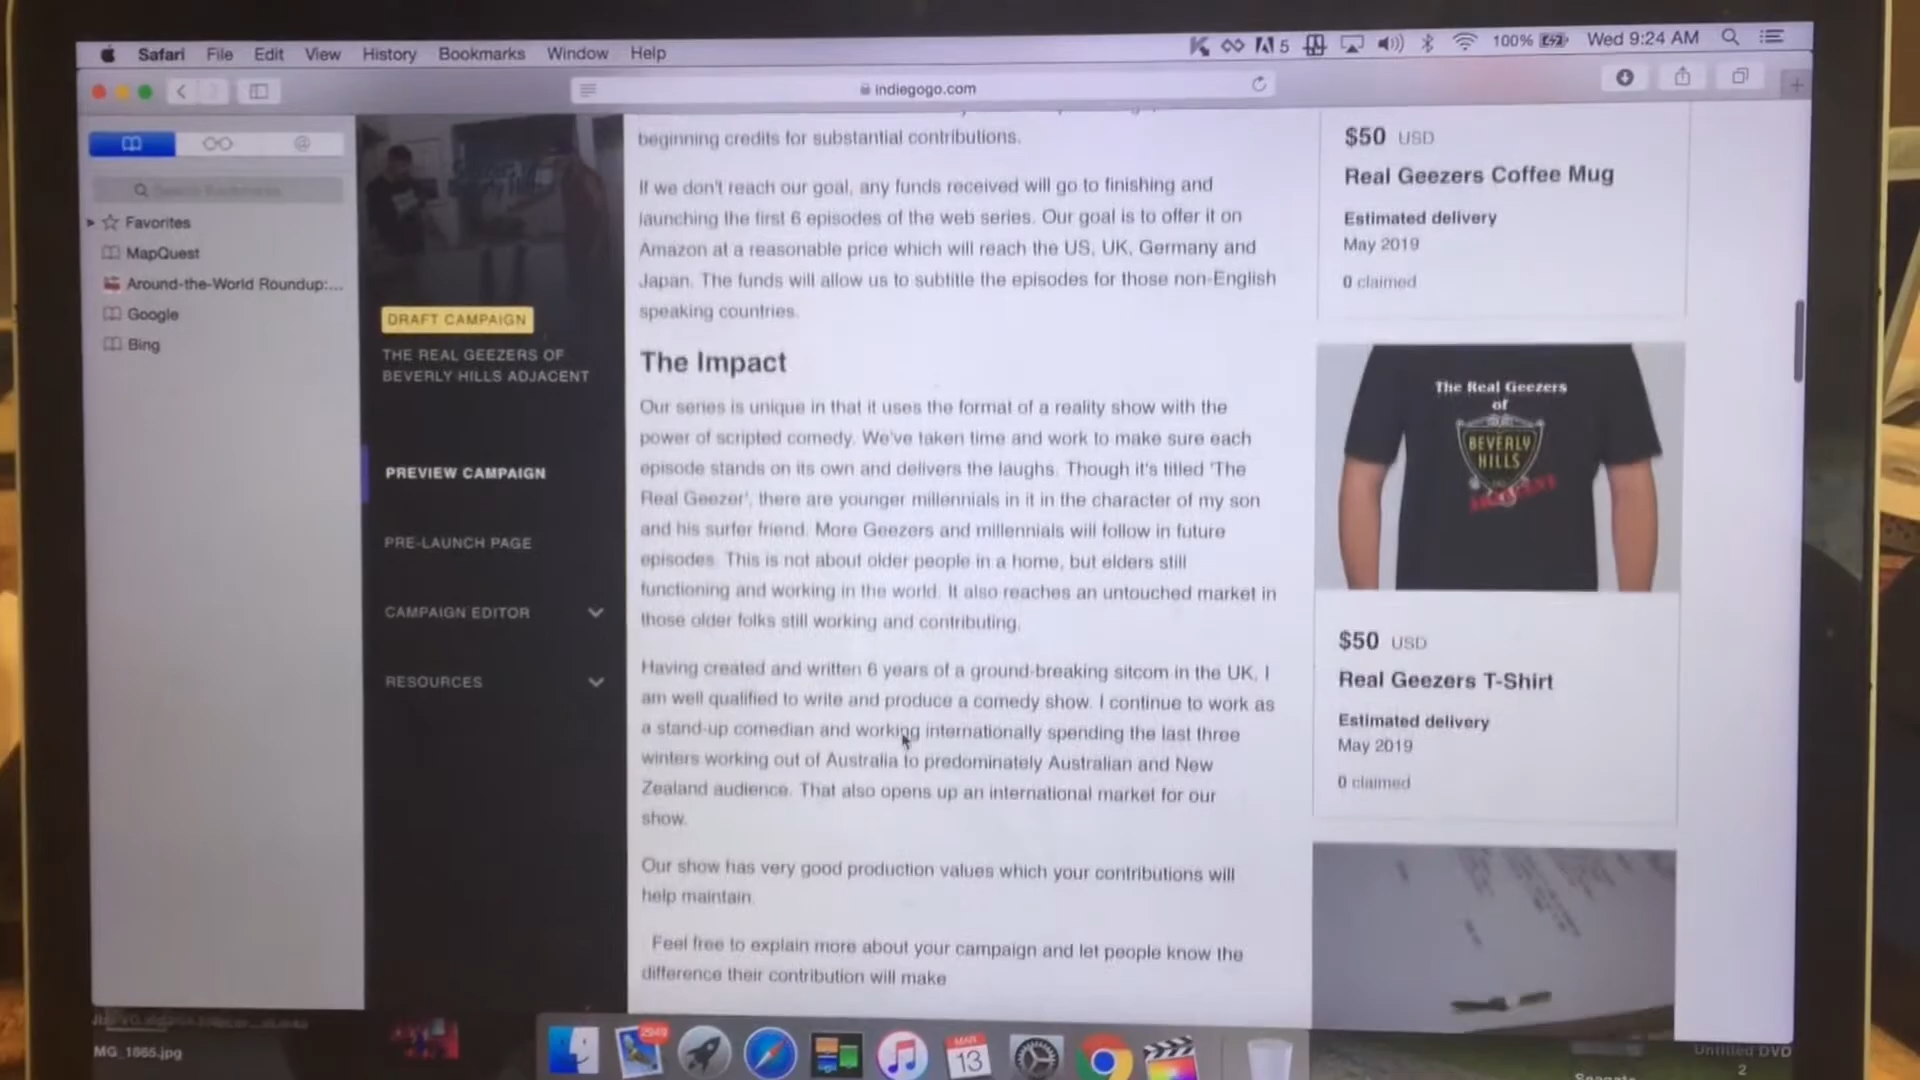 Safari File Edit View History Bookmarks Window Help
5 100% Wed 9:24 AM
indiegogo.com
Search Bookmarks
Favorites
MapQuest
Around-the-World Roundup:...
Google
Bing
DRAFT CAMPAIGN
THE REAL GEEZERS OF
BEVERLY HILLS ADJACENT
PREVIEW CAMPAIGN
PRE-LAUNCH PAGE
CAMPAIGN EDITOR
RESOURCES
beginning credits for substantial contributions.
If we don't reach our goal, any funds received will go to finishing and
launching the first 6 episodes of the web series. Our goal is to offer it on
Amazon at a reasonable price which will reach the US, UK, Germany and
Japan. The funds will allow us to subtitle the episodes for those non-English
speaking countries.
The Impact
Our series is unique in that it uses the format of a reality show with the
power of scripted comedy. We've taken time and work to make sure each
episode stands on its own and delivers the laughs. Though it's titled 'The
Real Geezer', there are younger millennials in it in the character of my son
and his surfer friend. More Geezers and millennials will follow in future
episodes. This is not about older people in a home, but elders still
functioning and working in the world. It also reaches an untouched market in
those older folks still working and contributing.
Having created and written 6 years of a ground-breaking sitcom in the UK, I
am well qualified to write and produce a comedy show. I continue to work as
a stand-up comedian and working internationally spending the last three
winters working out of Australia to predominately Australian and New
Zealand audience. That also opens up an international market for our
show.
Our show has very good production values which your contributions will
help maintain.
Feel free to explain more about your campaign and let people know the
difference their contribution will make
$50 USD
Real Geezers Coffee Mug
Estimated delivery
May 2019
0 claimed
The Real Geezers
of
BEVERLY
HILLS
ADJACENT
$50 USD
Real Geezers T-Shirt
Estimated delivery
May 2019
0 claimed
MG_1665.jpg
2949
MAR
13
Untitled DVD
2